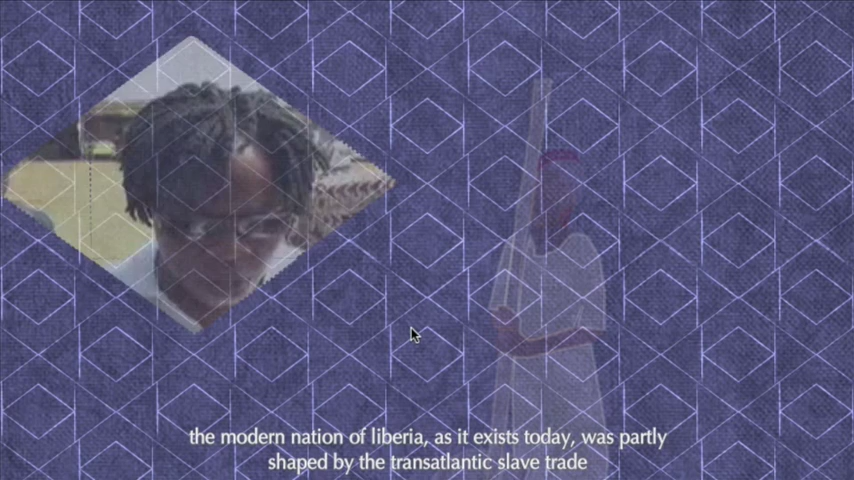 the modern nation of liberia, as it exists today, was partly
shaped by the transatlantic slave trade